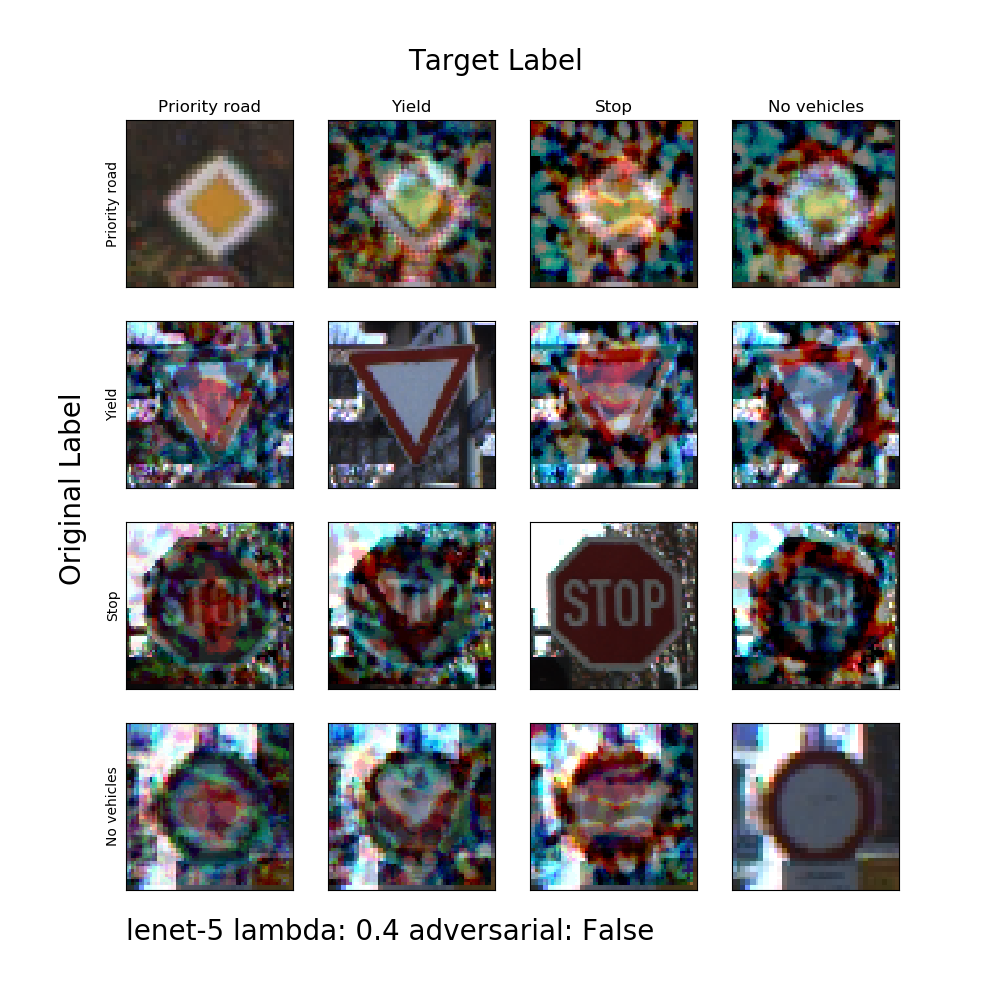 Target Label
Priority road Yield Stop No vehicles
Original Label
Priority road
Yield
Stop
STOP
No vehicles
lenet-5 lambda: 0.4 adversarial: False